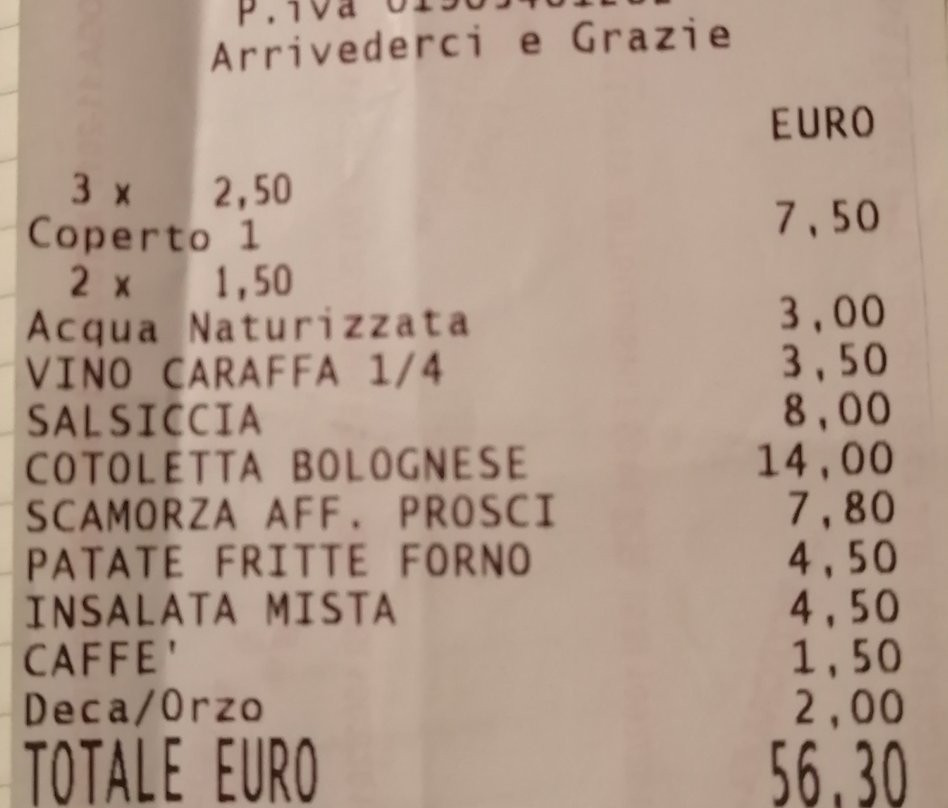 P.iva
Arrivederci e Grazie
EURO
3 x 2,50
Coperto 1 7,50
2 x 1,50
Acqua Naturizzata 3,00
VINO CARAFFA 1/4 3,50
SALSICCIA 8,00
COTOLETTA BOLOGNESE 14,00
SCAMORZA AFF. PROSCI 7,80
PATATE FRITTE FORNO 4,50
INSALATA MISTA 4,50
CAFFE' 1,50
Deca/Orzo 2,00
TOTALE EURO 56,30